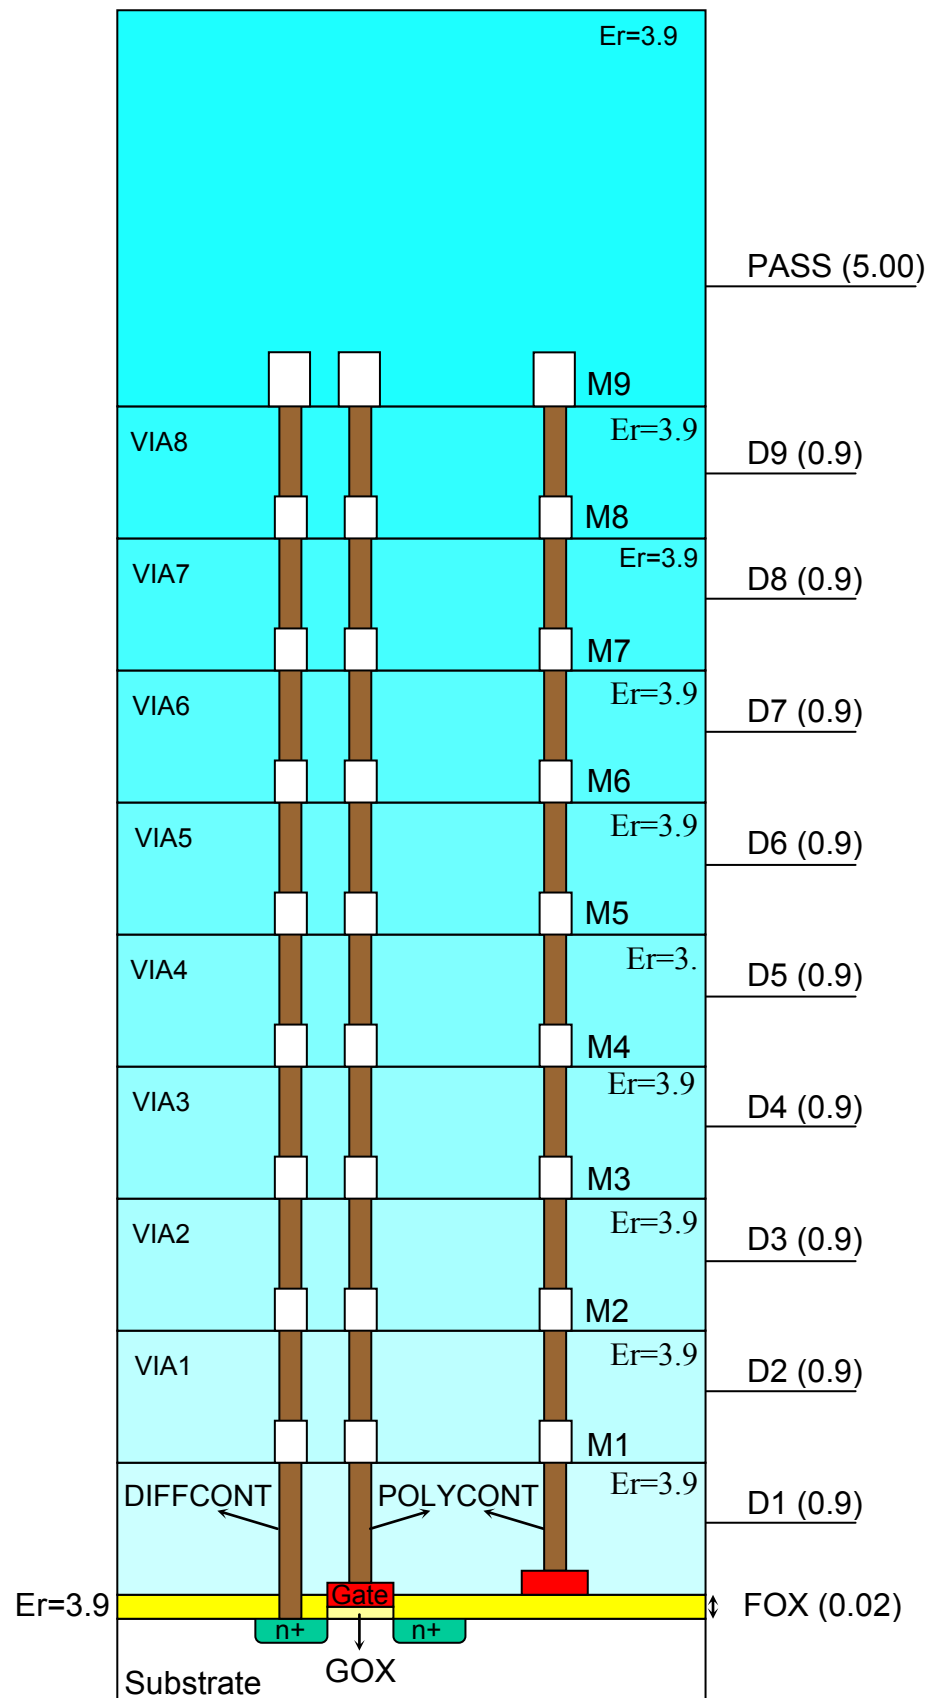 Er=3.9
PASS (5.00)
M9
VIA8
Er=3.9
D9 (0.9)
M8
VIA7
Er=3.9
D8 (0.9)
M7
VIA6
Er=3.9
D7 (0.9)
M6
VIA5
Er=3.9
D6 (0.9)
M5
VIA4
Er=3.
D5 (0.9)
M4
VIA3
Er=3.9
D4 (0.9)
M3
VIA2
Er=3.9
D3 (0.9)
M2
VIA1
Er=3.9
D2 (0.9)
M1
Er=3.9
DIFFCONT
POLYCONT
D1 (0.9)
Gate
Er=3.9
FOX (0.02)
n+
n+
GOX
Substrate